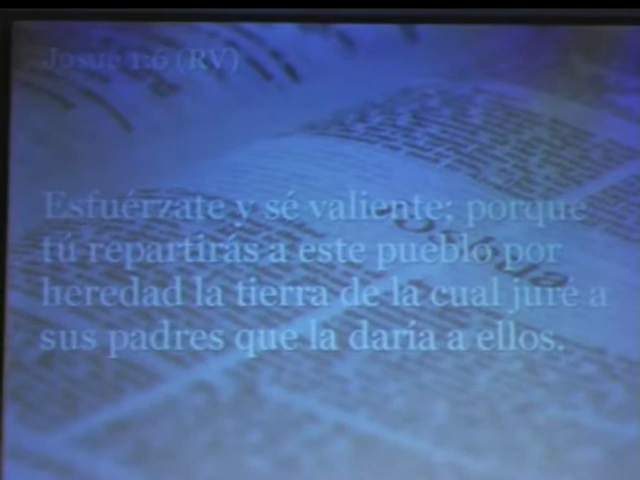 Josue 1:6 (RV)
Esfuérzate y sé valiente; porque
tú repartirás a este pueblo por
heredad la tierra de la cual juré a
sus padres que la daría a ellos.
Joshua